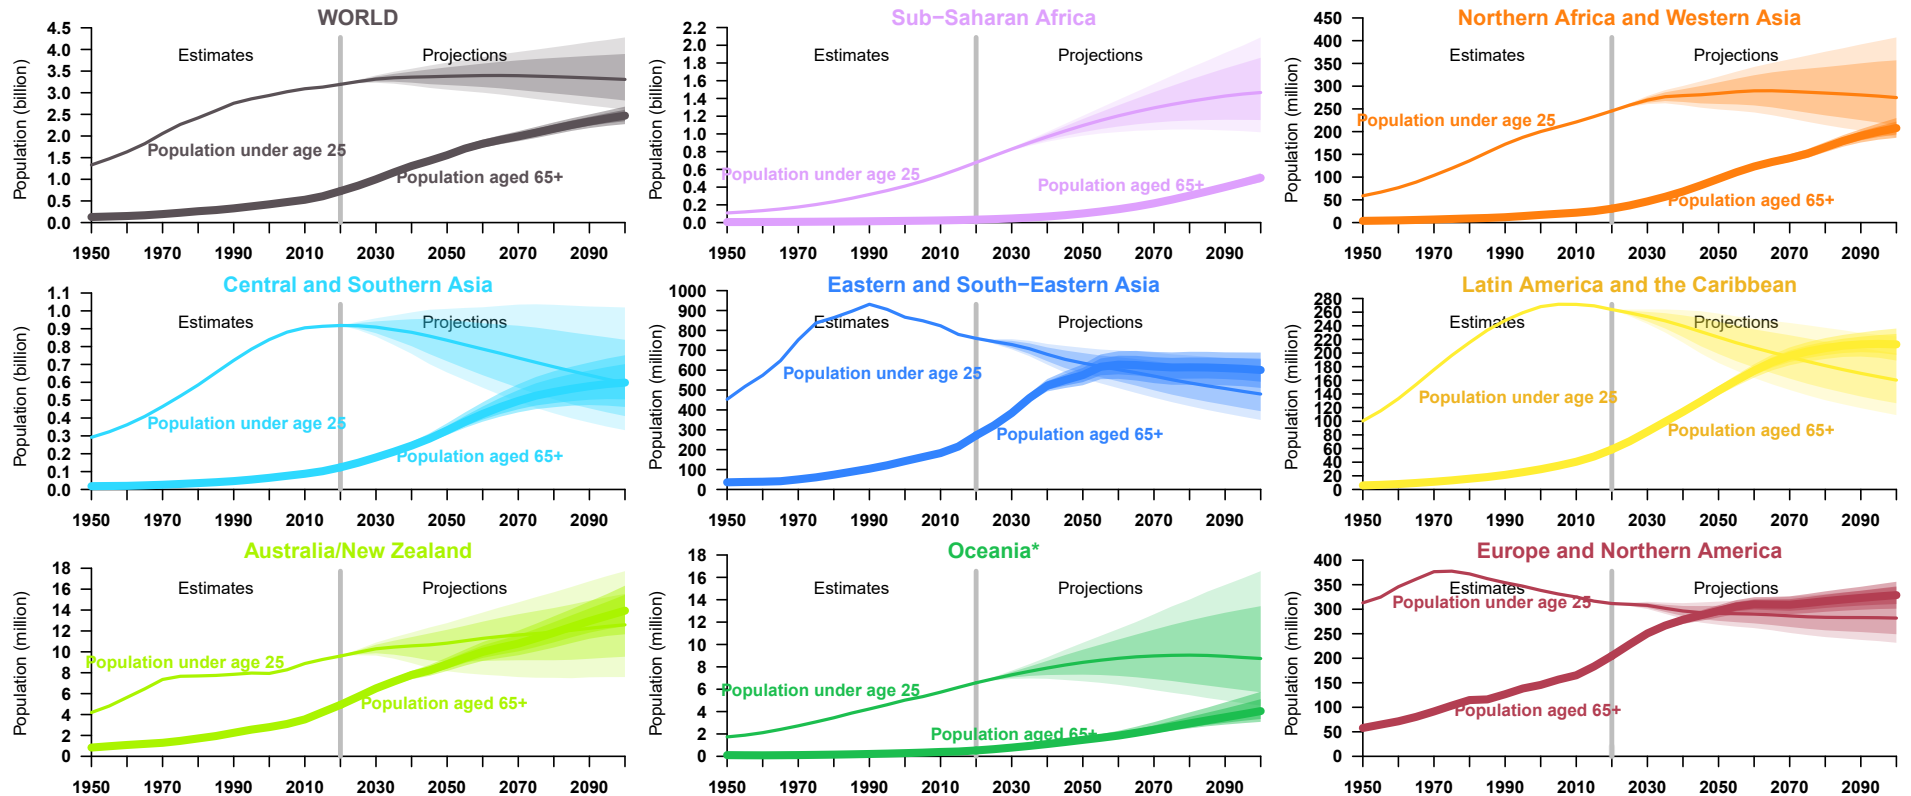 WORLD
Population (billion)
4.5
4.0
3.5
3.0
2.5
2.0
1.5
1.0
0.5
0.0
Estimates
Projections
Population under age 25
Population aged 65+
1950 1970 1990 2010 2030 2050 2070 2090
Sub−Saharan Africa
Population (billion)
2.2
2.0
1.8
1.6
1.4
1.2
1.0
0.8
0.6
0.4
0.2
0.0
Estimates
Projections
Population under age 25
Population aged 65+
1950 1970 1990 2010 2030 2050 2070 2090
Northern Africa and Western Asia
Population (million)
450
400
350
300
250
200
150
100
50
0
Estimates
Projections
Population under age 25
Population aged 65+
1950 1970 1990 2010 2030 2050 2070 2090
Central and Southern Asia
Population (billion)
1.1
1.0
0.9
0.8
0.7
0.6
0.5
0.4
0.3
0.2
0.1
0.0
Estimates
Projections
Population under age 25
Population aged 65+
1950 1970 1990 2010 2030 2050 2070 2090
Eastern and South−Eastern Asia
Population (million)
1000
900
800
700
600
500
400
300
200
100
0
Estimates
Projections
Population under age 25
Population aged 65+
1950 1970 1990 2010 2030 2050 2070 2090
Latin America and the Caribbean
Population (million)
280
260
240
220
200
180
160
140
120
100
80
60
40
20
0
Estimates
Projections
Population under age 25
Population aged 65+
1950 1970 1990 2010 2030 2050 2070 2090
Australia/New Zealand
Population (million)
18
16
14
12
10
8
6
4
2
0
Estimates
Projections
Population under age 25
Population aged 65+
1950 1970 1990 2010 2030 2050 2070 2090
Oceania*
Population (million)
18
16
14
12
10
8
6
4
2
0
Estimates
Projections
Population under age 25
Population aged 65+
1950 1970 1990 2010 2030 2050 2070 2090
Europe and Northern America
Population (million)
400
350
300
250
200
150
100
50
0
Estimates
Projections
Population under age 25
Population aged 65+
1950 1970 1990 2010 2030 2050 2070 2090